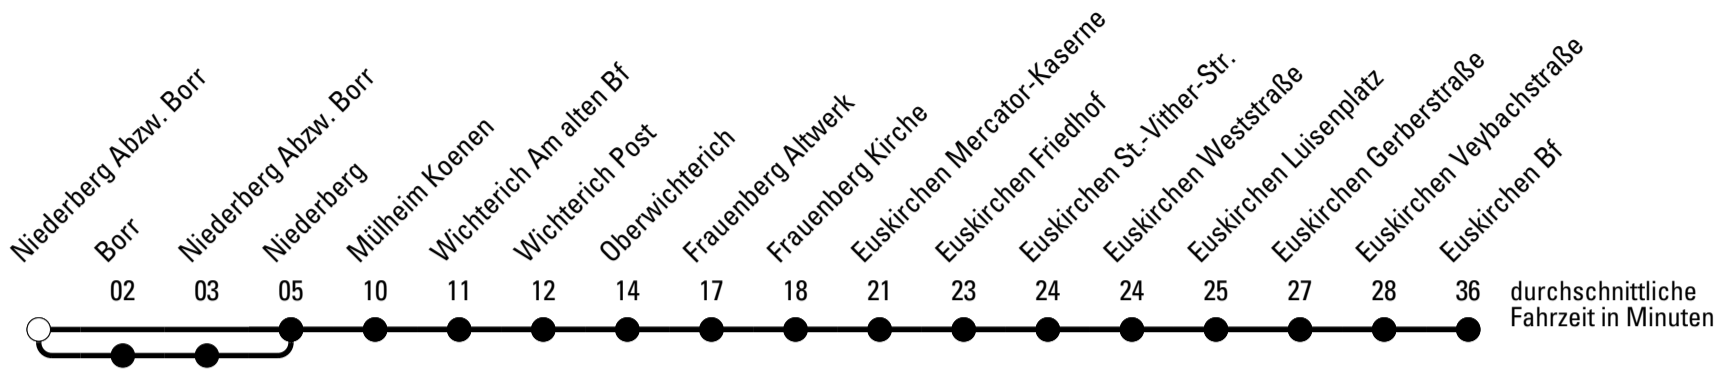 Niederberg Abzw. Borr
Borr
Niederberg Abzw. Borr
Niederberg
Mülheim Koenen
Wichterich Am alten Bf
Wichterich Post
Oberwichterich
Frauenberg Altwerk
Frauenberg Kirche
Euskirchen Mercator-Kaserne
Euskirchen Friedhof
Euskirchen St.-Vither-Str.
Euskirchen Weststraße
Euskirchen Luisenplatz
Euskirchen Gerberstraße
Euskirchen Veybachstraße
Euskirchen Bf
02 03 05 10 11 12 14 17 18 21 23 24 24 25 27 28 36
durchschnittliche
Fahrzeit in Minuten